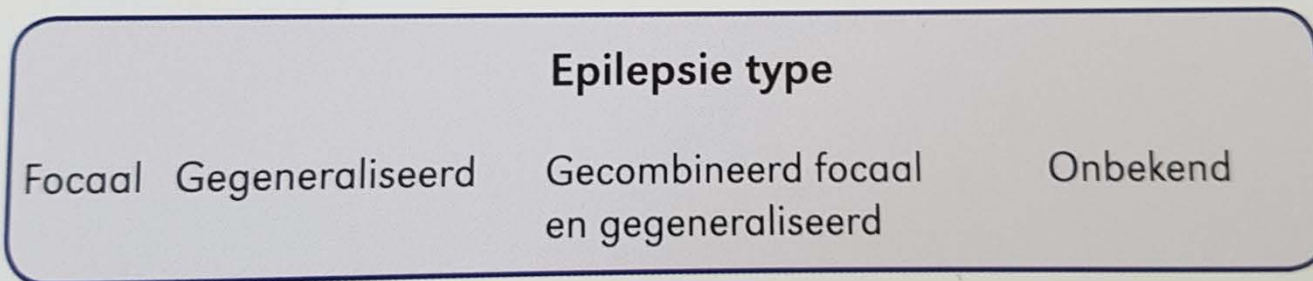 Epilepsie type
Focaal Gegeneraliseerd Gecombineerd focaal Onbekend
en gegeneraliseerd